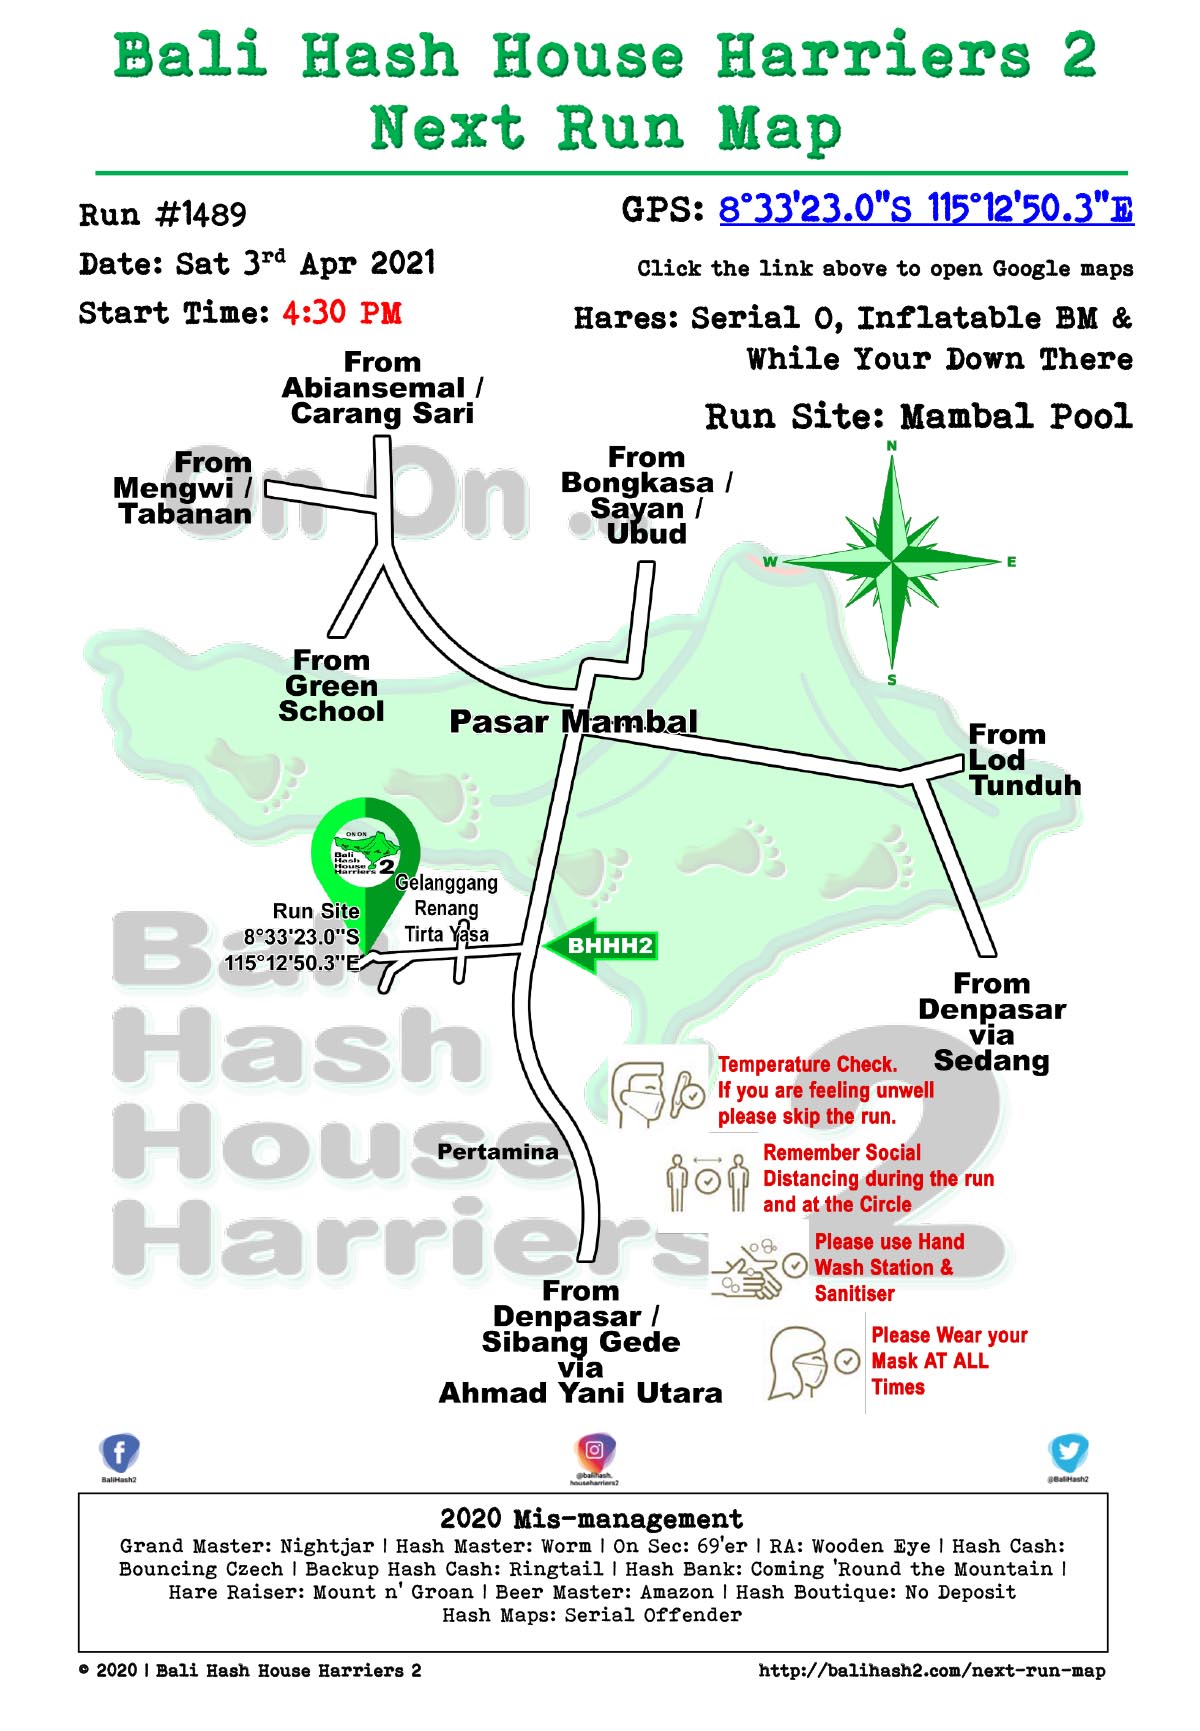 Bali Hash House Harriers 2
Next Run Map
Run #1489
Date: Sat 3rd Apr 2021
Start Time: 4:30 PM
GPS: 8°33'23.0"S 115°12'50.3"E
Click the link above to open Google maps
Hares: Serial O, Inflatable BM &
While Your Down There
Run Site: Mambal Pool
From
Abiansemal /
Carang Sari
From
Mengwi /
Tabanan
From
Bongkasa /
Sayan /
Ubud
On On ...
N
W
E
S
From
Green
School
Pasar Mambal
From
Lod
Tunduh
ON ON
Bali
Hash
House
Harriers 2
Gelanggang
Renang
Tirta Yasa
Run Site
8°33'23.0"S
115°12'50.3"E
BHHH2
Bali
Hash
House
Harriers
2
From
Denpasar
via
Sedang
Temperature Check.
If you are feeling unwell
please skip the run.
Pertamina
Remember Social
Distancing during the run
and at the Circle
Please use Hand
Wash Station &
Sanitiser
From
Denpasar /
Sibang Gede
via
Ahmad Yani Utara
Please Wear your
Mask AT ALL
Times
BaliHash2
@balihash.
househarriers2
@BaliHash2
2020 Mis-management
Grand Master: Nightjar | Hash Master: Worm | On Sec: 69'er | RA: Wooden Eye | Hash Cash:
Bouncing Czech | Backup Hash Cash: Ringtail | Hash Bank: Coming 'Round the Mountain |
Hare Raiser: Mount n' Groan | Beer Master: Amazon | Hash Boutique: No Deposit
Hash Maps: Serial Offender
© 2020 | Bali Hash House Harriers 2
http://balihash2.com/next-run-map